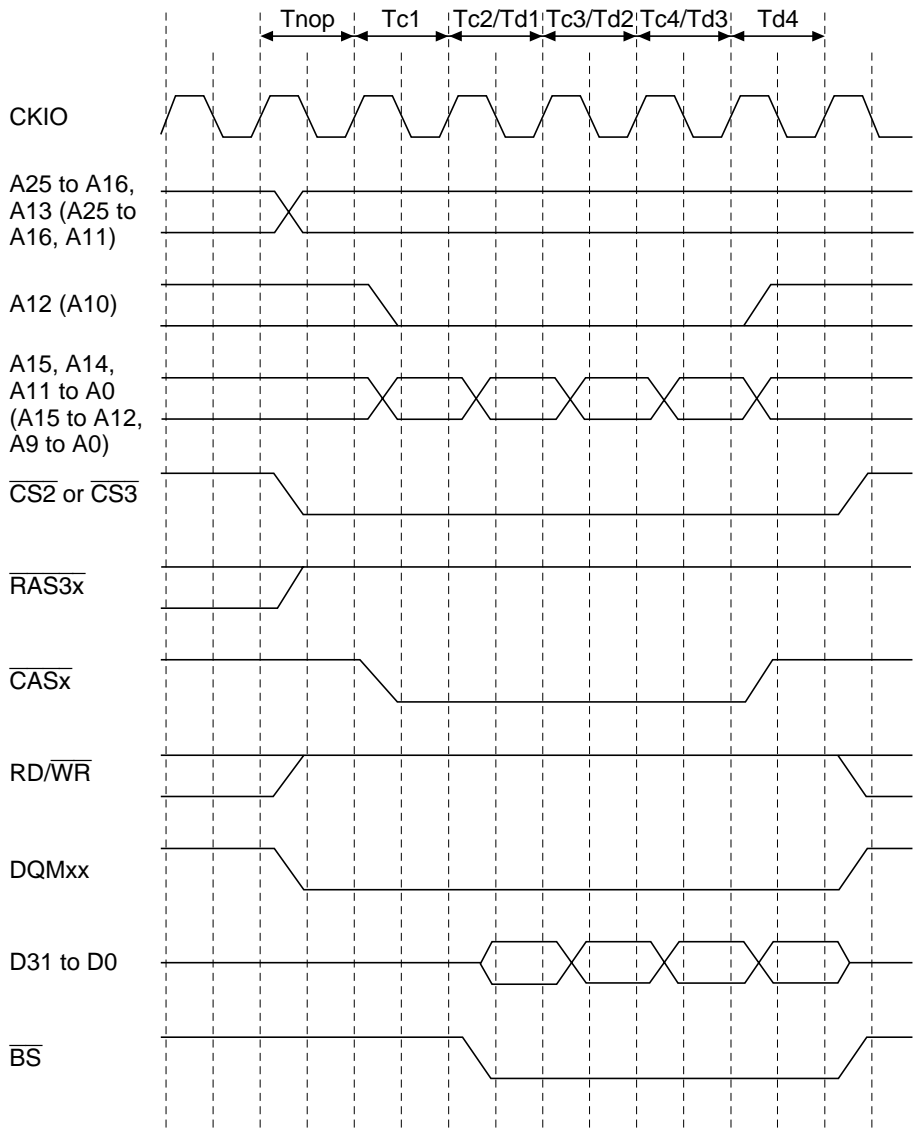 Tnop Tc1 Tc2/Td1 Tc3/Td2 Tc4/Td3 Td4
CKIO
A25 to A16,
A13 (A25 to
A16, A11)
A12 (A10)
A15, A14,
A11 to A0
(A15 to A12,
A9 to A0)
CS2 or CS3
RAS3x
CASx
RD/WR
DQMxx
D31 to D0
BS